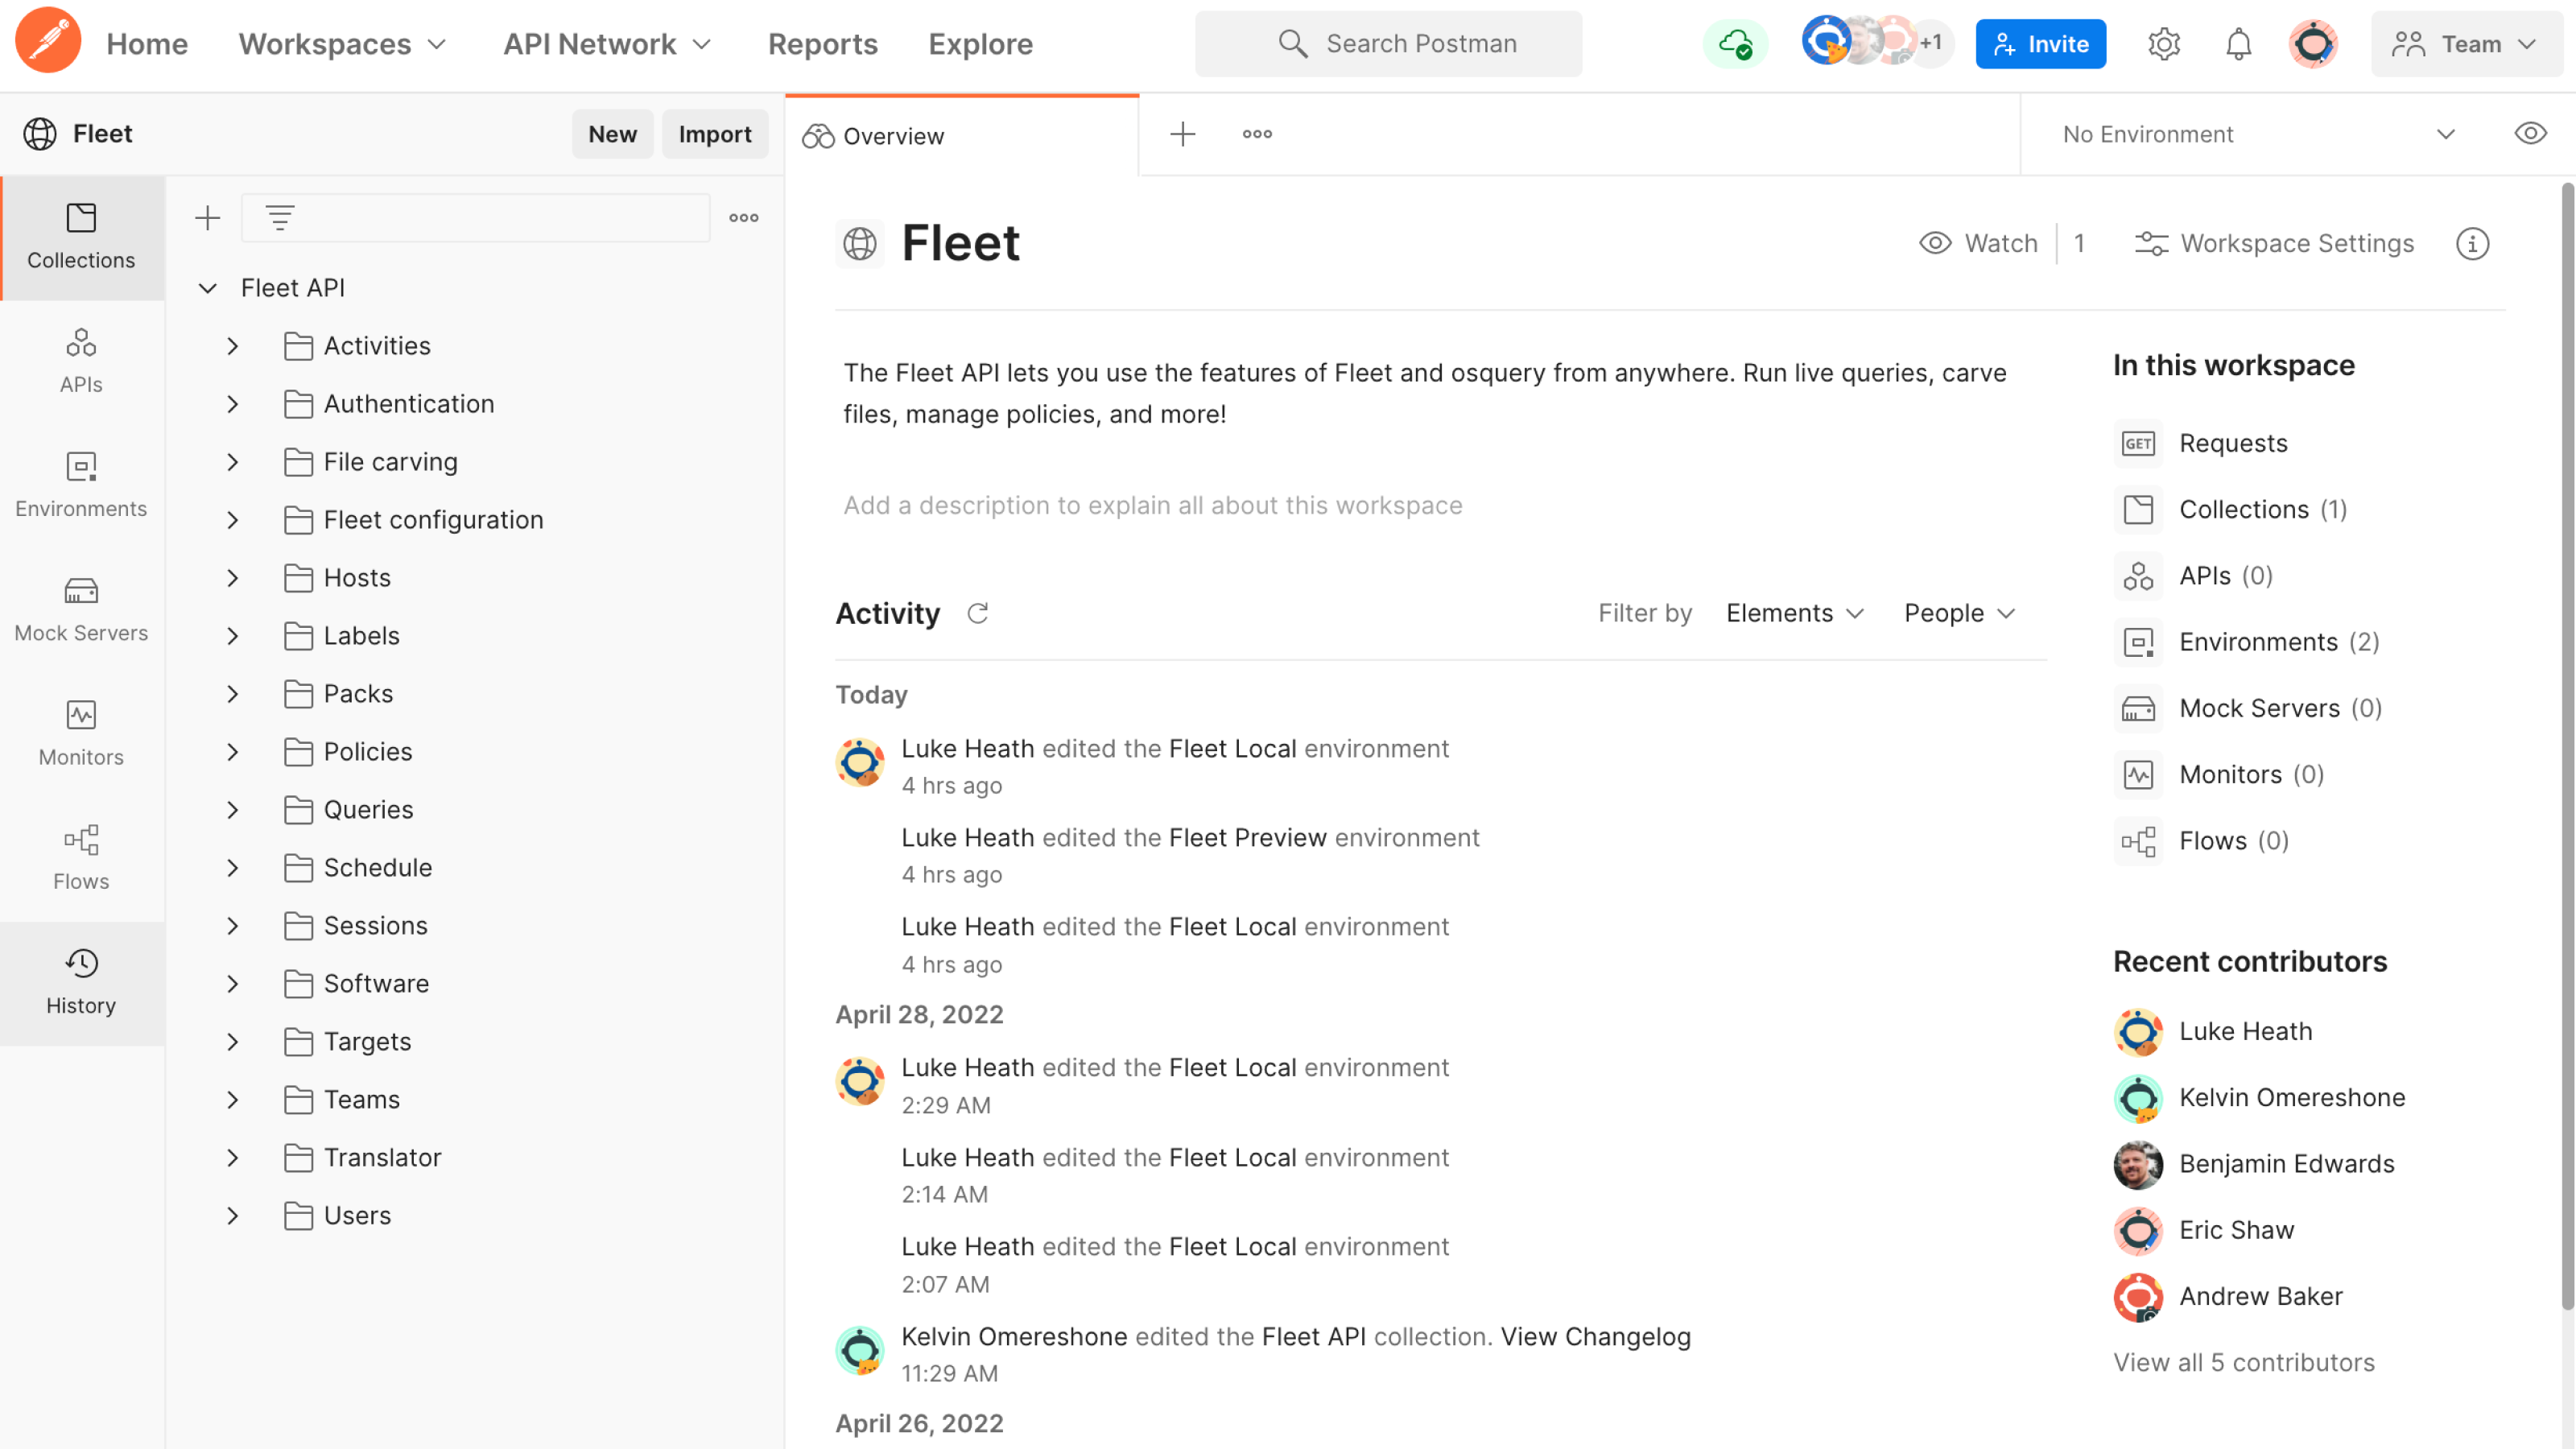 Home Workspaces API Network Reports Explore Search Postman +1 Invite Team
Fleet New Import Overview No Environment
Collections
APIs
Environments
Mock Servers
Monitors
Flows
History
Fleet API
Activities
Authentication
File carving
Fleet configuration
Hosts
Labels
Packs
Policies
Queries
Schedule
Sessions
Software
Targets
Teams
Translator
Users
Fleet Watch 1 Workspace Settings
The Fleet API lets you use the features of Fleet and osquery from anywhere. Run live queries, carve
files, manage policies, and more!
Add a description to explain all about this workspace
Activity Filter by Elements People
Today
Luke Heath edited the Fleet Local environment
4 hrs ago
Luke Heath edited the Fleet Preview environment
4 hrs ago
Luke Heath edited the Fleet Local environment
4 hrs ago
April 28, 2022
Luke Heath edited the Fleet Local environment
2:29 AM
Luke Heath edited the Fleet Local environment
2:14 AM
Luke Heath edited the Fleet Local environment
2:07 AM
Kelvin Omereshone edited the Fleet API collection. View Changelog
11:29 AM
April 26, 2022
In this workspace
GET Requests
Collections (1)
APIs (0)
Environments (2)
Mock Servers (0)
Monitors (0)
Flows (0)
Recent contributors
Luke Heath
Kelvin Omereshone
Benjamin Edwards
Eric Shaw
Andrew Baker
View all 5 contributors